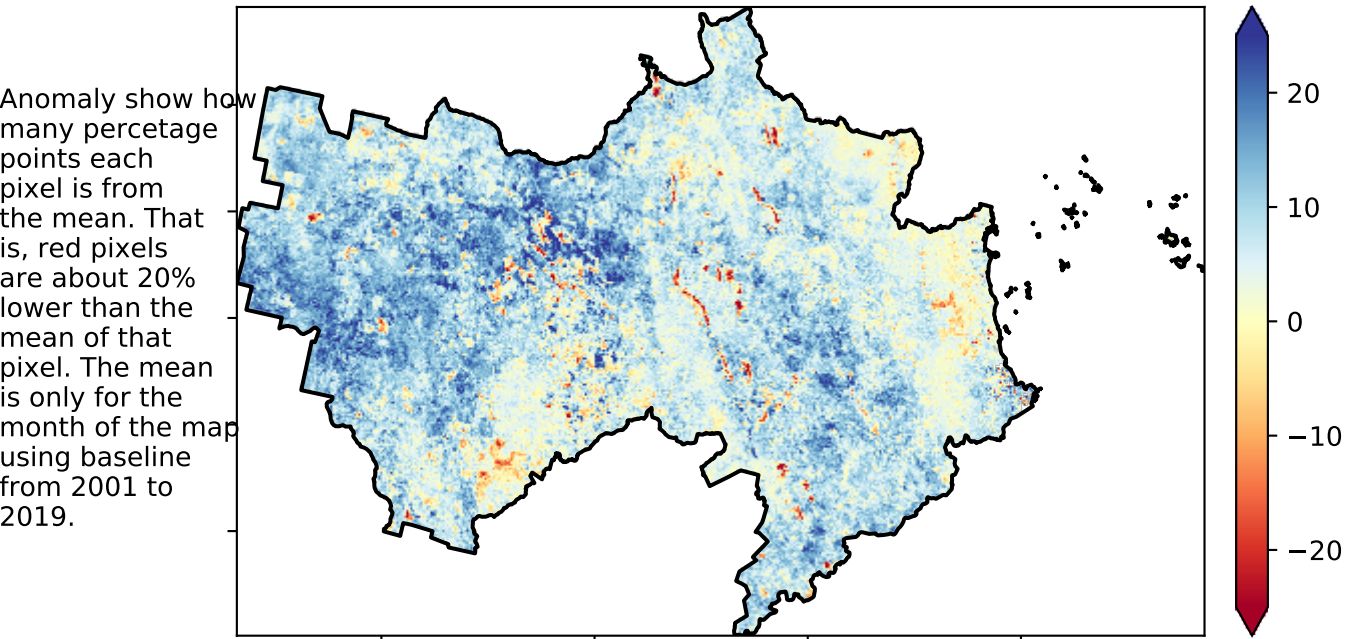 Anomaly show how
many percetage
points each
pixel is from
the mean. That
is, red pixels
are about 20%
lower than the
mean of that
pixel. The mean
is only for the
month of the map
using baseline
from 2001 to
2019.
20
10
0
−10
−20